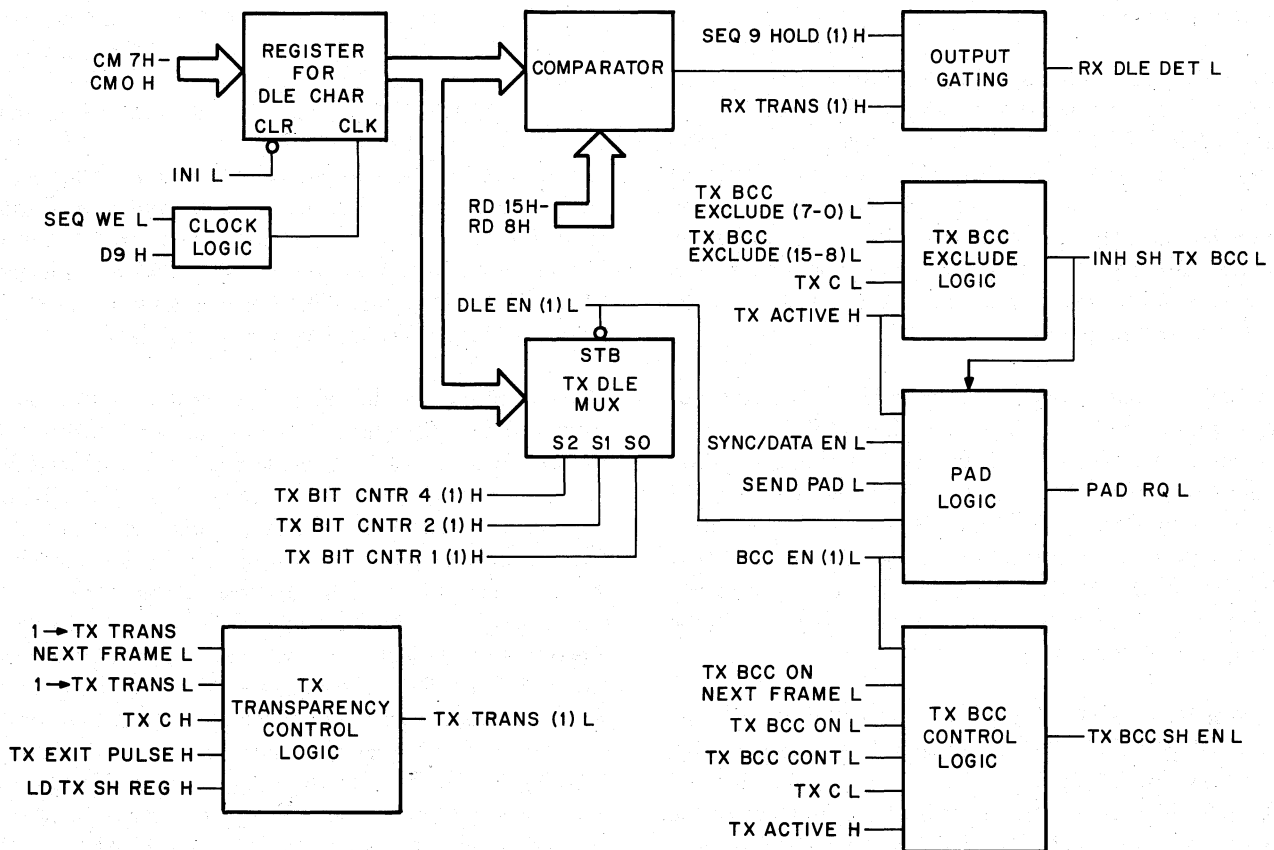 CM 7H-
CM0 H
REGISTER
FOR
DLE CHAR
CLR CLK
INI L
SEQ WE L
D9 H
CLOCK
LOGIC
COMPARATOR
RD 15H-
RD 8H
SEQ 9 HOLD (1) H
RX TRANS (1) H
OUTPUT
GATING
RX DLE DET L
TX BCC
EXCLUDE (7-0) L
TX BCC
EXCLUDE (15-8) L
TX C L
TX ACTIVE H
TX BCC
EXCLUDE
LOGIC
INH SH TX BCC L
DLE EN (1) L
STB
TX DLE
MUX
S2 S1 S0
TX BIT CNTR 4 (1) H
TX BIT CNTR 2 (1) H
TX BIT CNTR 1 (1) H
SYNC/DATA EN L
SEND PAD L
BCC EN (1) L
PAD
LOGIC
PAD RQ L
1→TX TRANS
NEXT FRAME L
1→TX TRANS L
TX C H
TX EXIT PULSE H
LD TX SH REG H
TX
TRANSPARENCY
CONTROL
LOGIC
TX TRANS (1) L
TX BCC ON
NEXT FRAME L
TX BCC ON L
TX BCC CONT L
TX C L
TX ACTIVE H
TX BCC
CONTROL
LOGIC
TX BCC SH EN L